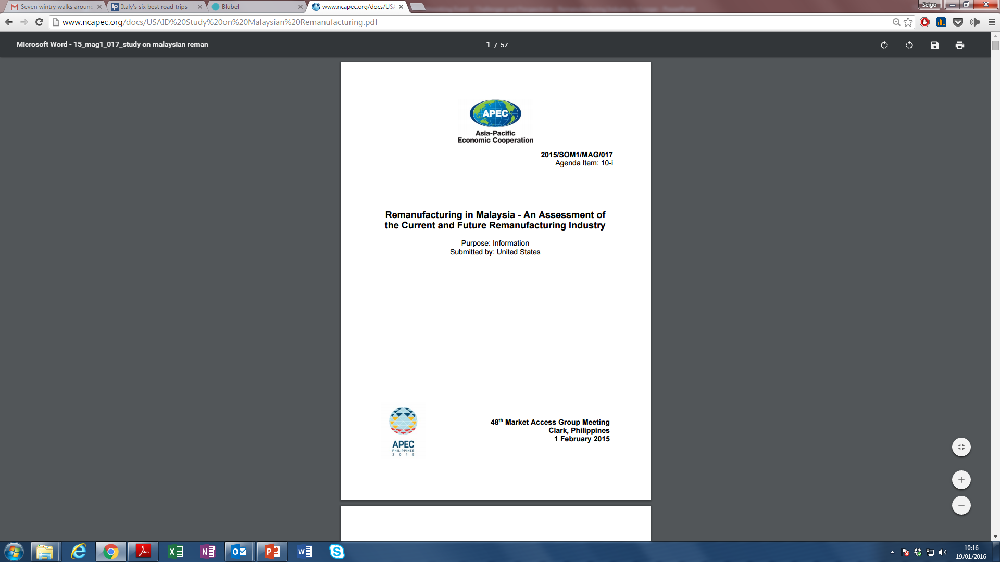 Seven wintry walks around
Italy's six best road trips -
Blubel
www.ncapec.org/docs/USA
Seigo
www.ncapec.org/docs/USAID%20Study%20on%20Malaysian%20Remanufacturing.pdf
Microsoft Word - 15_mag1_017_study on malaysian reman
1 / 57
APEC
Asia-Pacific
Economic Cooperation
2015/SOM1/MAG/017
Agenda Item: 10-i
Remanufacturing in Malaysia - An Assessment of
the Current and Future Remanufacturing Industry
Purpose: Information
Submitted by: United States
48th Market Access Group Meeting
Clark, Philippines
1 February 2015
APEC
PHILIPPINES
2 0 1 5
10:16
19/01/2016